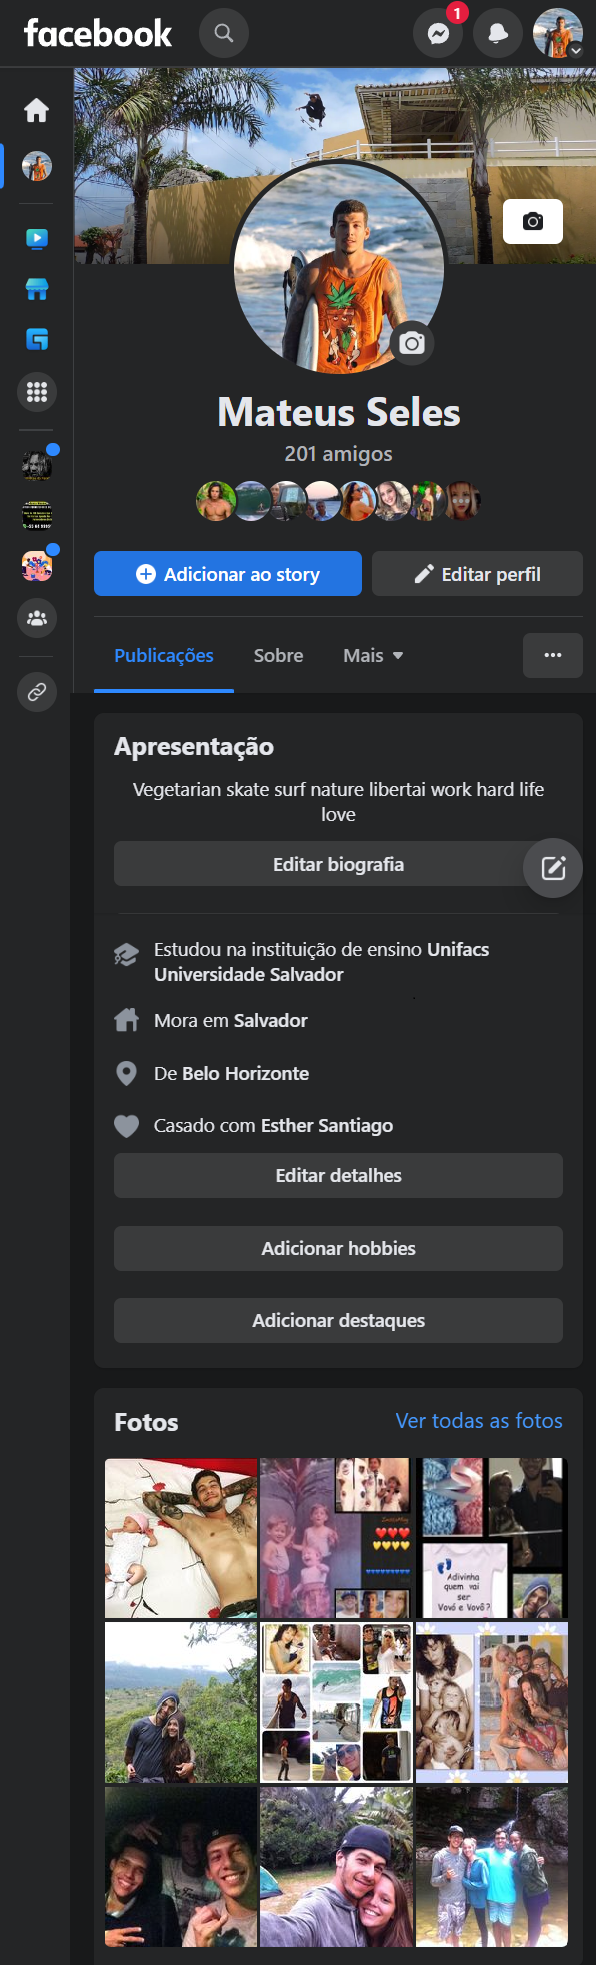 facebook
1
Mateus Seles
201 amigos
Adicionar ao story
Editar perfil
Publicações
Sobre
Mais
Apresentação
Vegetarian skate surf nature libertai work hard life
love
Editar biografia
Estudou na instituição de ensino Unifacs
Universidade Salvador
Mora em Salvador
De Belo Horizonte
Casado com Esther Santiago
Editar detalhes
Adicionar hobbies
Adicionar destaques
Fotos
Ver todas as fotos
Adivinha
quem vai
ser
Vovó e Vovô?